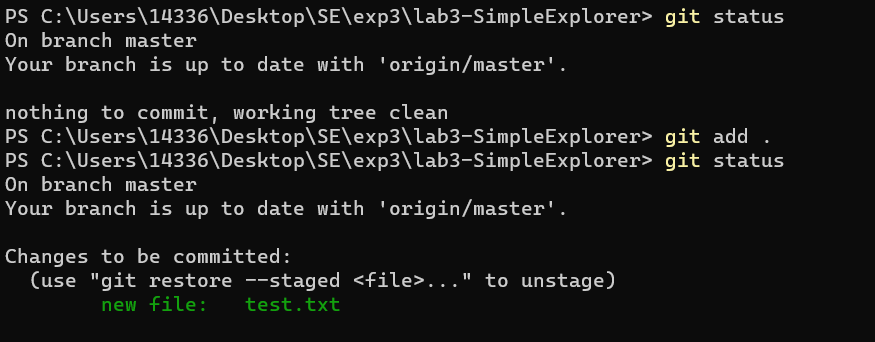 PS C:\Users\14336\Desktop\SE\exp3\lab3-SimpleExplorer> git status
On branch master
Your branch is up to date with 'origin/master'.
nothing to commit, working tree clean
PS C:\Users\14336\Desktop\SE\exp3\lab3-SimpleExplorer> git add .
PS C:\Users\14336\Desktop\SE\exp3\lab3-SimpleExplorer> git status
On branch master
Your branch is up to date with 'origin/master'.
Changes to be committed:
  (use "git restore --staged <file>..." to unstage)
        new file:   test.txt